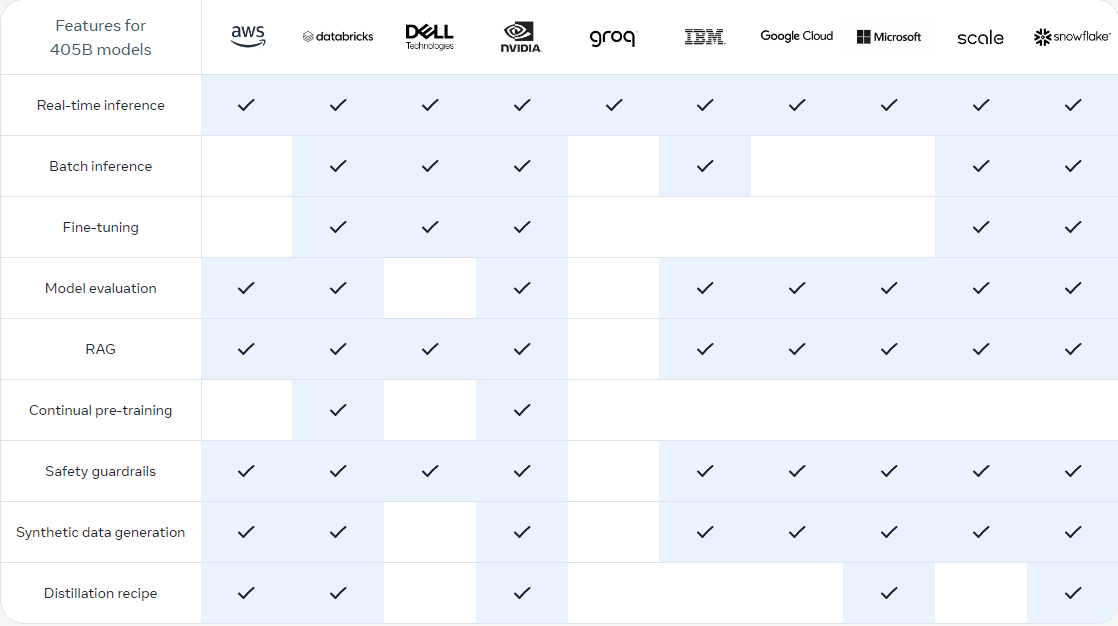 Features for
405B models
aws
databricks
DELL
Technologies
NVIDIA.
groq
IBM
Google Cloud
Microsoft
scale
snowflake
Real-time inference ✓ ✓ ✓ ✓ ✓ ✓ ✓ ✓ ✓ ✓
Batch inference ✓ ✓ ✓ ✓ ✓ ✓
Fine-tuning ✓ ✓ ✓ ✓ ✓
Model evaluation ✓ ✓ ✓ ✓ ✓ ✓ ✓ ✓
RAG ✓ ✓ ✓ ✓ ✓ ✓ ✓ ✓ ✓
Continual pre-training ✓ ✓
Safety guardrails ✓ ✓ ✓ ✓ ✓ ✓ ✓ ✓ ✓
Synthetic data generation ✓ ✓ ✓ ✓ ✓ ✓ ✓ ✓
Distillation recipe ✓ ✓ ✓ ✓ ✓